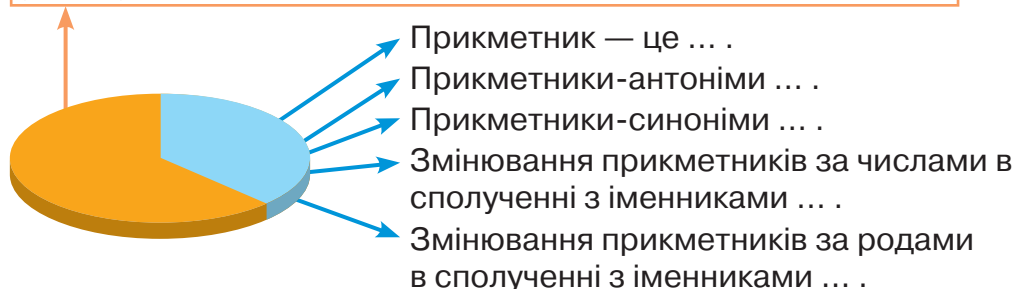 Прикметник — це ... .
Прикметники-антоніми ... .
Прикметники-синоніми ... .
Змінювання прикметників за числами в
сполученні з іменниками ... .
Змінювання прикметників за родами
в сполученні з іменниками ... .